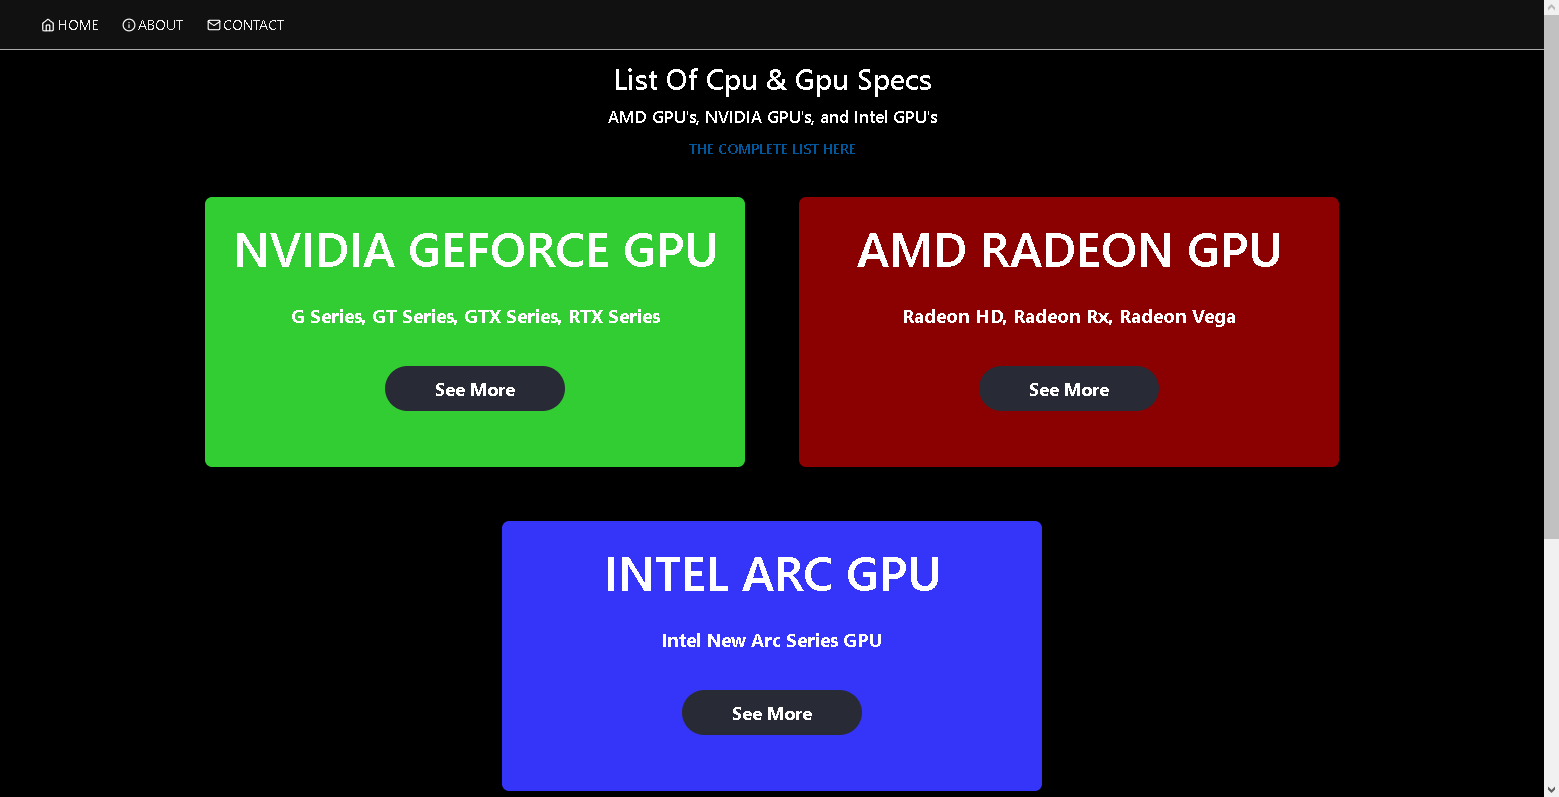 HOME ABOUT CONTACT
List Of Cpu & Gpu Specs
AMD GPU's, NVIDIA GPU's, and Intel GPU's
THE COMPLETE LIST HERE
NVIDIA GEFORCE GPU
G Series, GT Series, GTX Series, RTX Series
See More
AMD RADEON GPU
Radeon HD, Radeon Rx, Radeon Vega
See More
INTEL ARC GPU
Intel New Arc Series GPU
See More